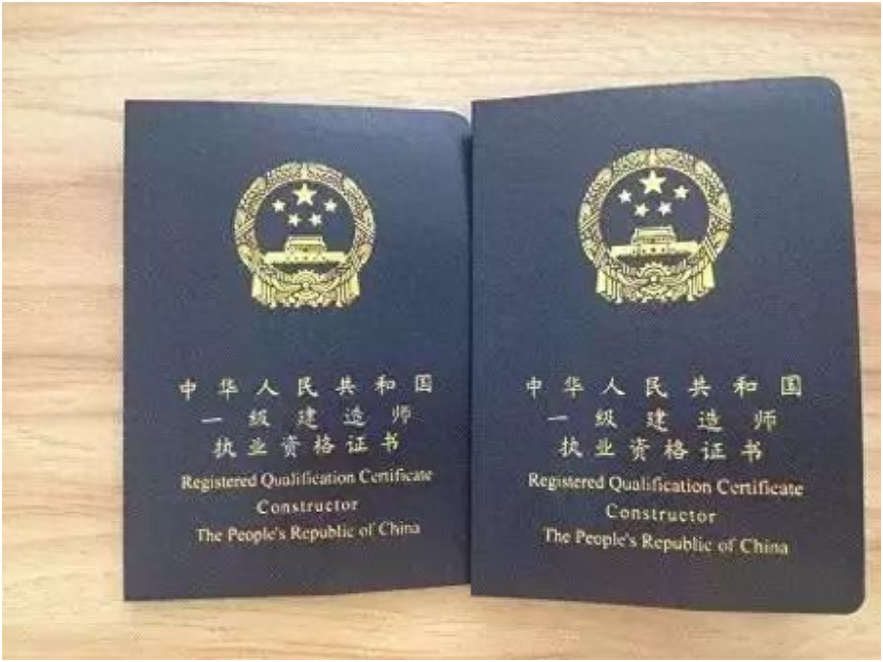 中华人民共和国
一级建造师
执业资格证书
Registered Qualification Certificate
Constructor
The People's Republic of China
中华人民共和国
一级建造师
执业资格证书
Registered Qualification Certificate
Constructor
The People's Republic of China